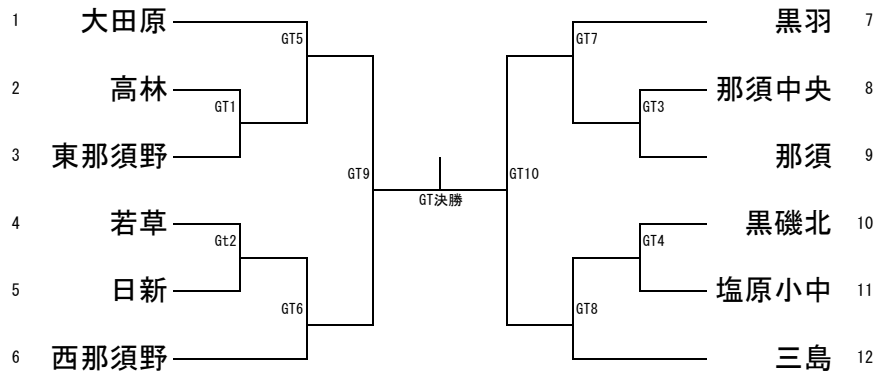 1 大田原
GT5
2 高林
GT1
3 東那須野
GT9
4 若草
Gt2
5 日新
GT6
6 西那須野
GT決勝
黒羽 7
GT7
那須中央 8
GT3
那須 9
GT10
黒磯北 10
GT4
塩原小中 11
GT8
三島 12